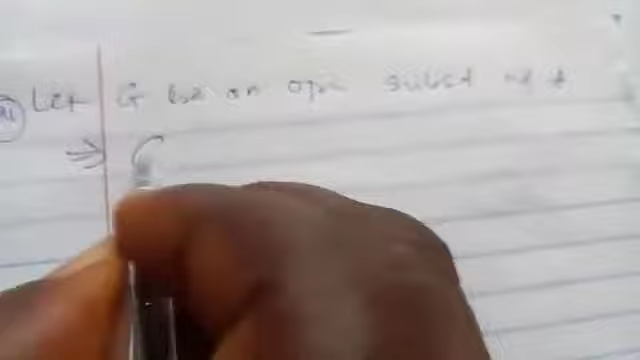 Let G be an open subset of X
⇒ G